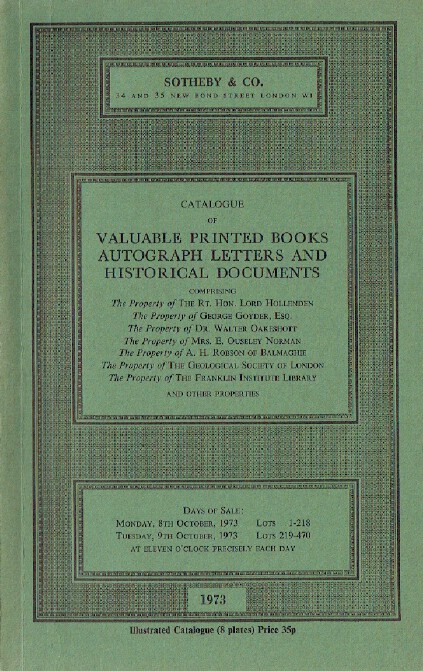 SOTHEBY & CO.
34 AND 35 NEW BOND STREET LONDON W1
CATALOGUE
OF
VALUABLE PRINTED BOOKS
AUTOGRAPH LETTERS AND
HISTORICAL DOCUMENTS
COMPRISING
The Property of THE RT. HON. LORD HOLLENDEN
The Property of GEORGE GOYDER, ESQ.
The Property of DR. WALTER OAKESHOTT
The Property of MRS. E. OUSELEY NORMAN
The Property of A. H. ROBSON OF BALMAGHIE
The Property of THE GEOLOGICAL SOCIETY OF LONDON
The Property of THE FRANKLIN INSTITUTE LIBRARY
AND OTHER PROPERTIES
DAYS OF SALE:
MONDAY, 8TH OCTOBER, 1973 LOTS 1-218
TUESDAY, 9TH OCTOBER, 1973 LOTS 219-470
AT ELEVEN O'CLOCK PRECISELY EACH DAY
1973
Illustrated Catalogue (8 plates) Price 35p